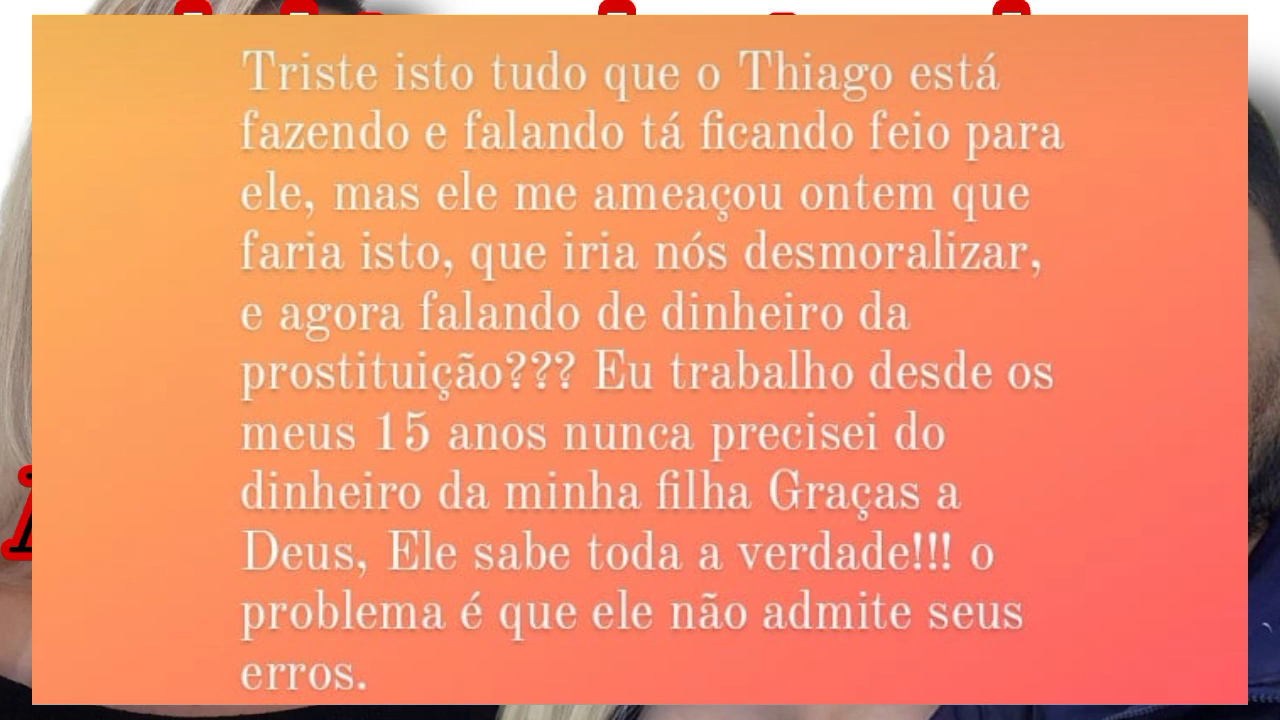 Triste isto tudo que o Thiago está
fazendo e falando tá ficando feio para
ele, mas ele me ameaçou ontem que
faria isto, que iria nós desmoralizar,
e agora falando de dinheiro da
prostituição??? Eu trabalho desde os
meus 15 anos nunca precisei do
dinheiro da minha filha Graças a
Deus, Ele sabe toda a verdade!!! o
problema é que ele não admite seus
erros.